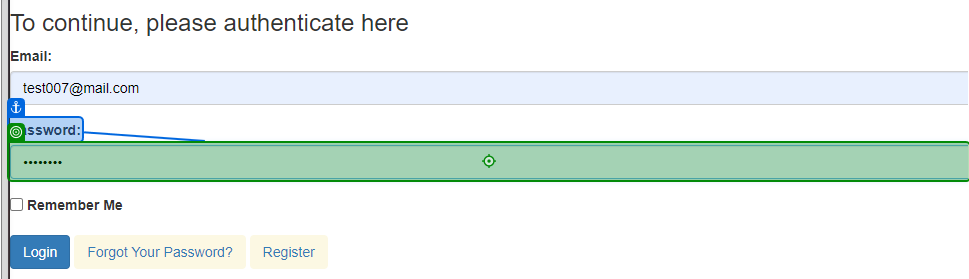 To continue, please authenticate here
Email:
test007@mail.com
ssword:
••••••••
Remember Me
Login Forgot Your Password? Register